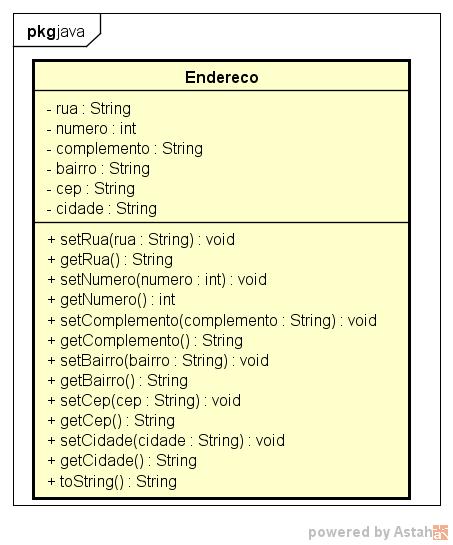 pkg java
Endereco
- rua : String
- numero : int
- complemento : String
- bairro : String
- cep : String
- cidade : String
+ setRua(rua : String) : void
+ getRua() : String
+ setNumero(numero : int) : void
+ getNumero() : int
+ setComplemento(complemento : String) : void
+ getComplemento() : String
+ setBairro(bairro : String) : void
+ getBairro() : String
+ setCep(cep : String) : void
+ getCep() : String
+ setCidade(cidade : String) : void
+ getCidade() : String
+ toString() : String
powered by Astah